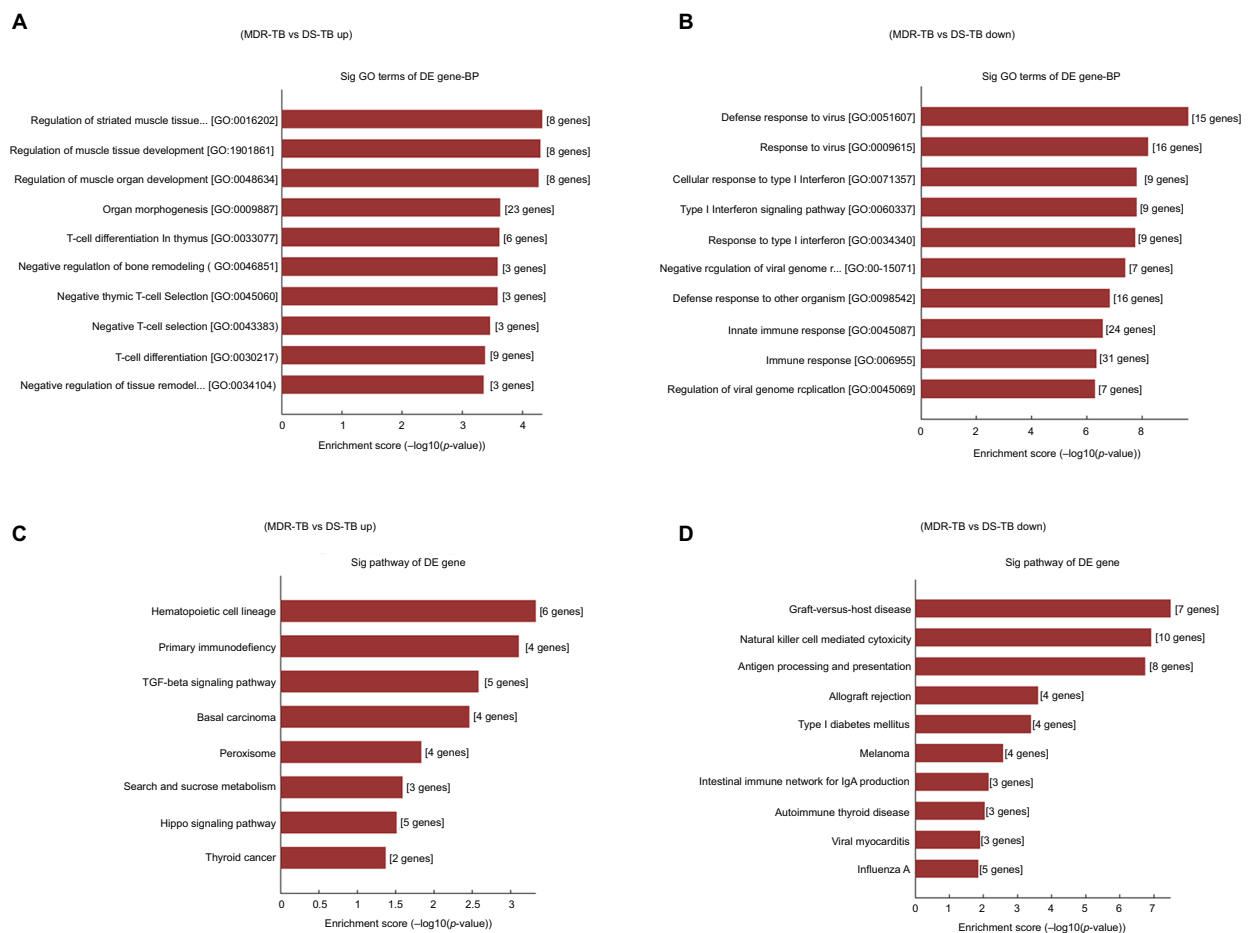 A
(MDR-TB vs DS-TB up)
Sig GO terms of DE gene-BP
Regulation of striated muscle tissue... [GO:0016202] [8 genes]
Regulation of muscle tissue development [GO:1901861] [8 genes]
Regulation of muscle organ development [GO:0048634] [8 genes]
Organ morphogenesis [GO:0009887] [23 genes]
T-cell differentiation In thymus [GO:0033077] [6 genes]
Negative regulatlon of bone remodeling ( GO:0046851] [3 genes]
Negative thymic T-cell Selectlon [GO:0045060] [3 genes]
Negative T-cell selection [GO:0043383) [3 genes]
T-cell differentiation [GO:0030217) [9 genes]
Negative regulation of tissue remodel... [GO:0034104) [3 genes]
0 1 2 3 4
Enrichment score (–log10(p-value))
B
(MDR-TB vs DS-TB down)
Sig GO terms of DE gene-BP
Defense response to virus [GO:0051607] [15 genes]
Response to virus [GO:0009615] [16 genes]
Cellular response to type I Interferon [GO:0071357] [9 genes]
Type I Interferon signaling pathway [GO:0060337] [9 genes]
Response to type I interferon [GO:0034340] [9 genes]
Negative rcgulation of viral genome r... [GO:00-15071] [7 genes]
Defense response to other organism [GO:0098542] [16 genes]
Innate immune response [GO:0045087] [24 genes]
Immune response [GO:006955] [31 genes]
Regulation of viral genome rcplicatlon [GO:0045069] [7 genes]
0 2 4 6 8
Enrichment score (–log10(p-value))
C
(MDR-TB vs DS-TB up)
Sig pathway of DE gene
Hematopoietic cell lineage [6 genes]
Primary immunodefiency [4 genes]
TGF-beta signaling pathway [5 genes]
Basal carcinoma [4 genes]
Peroxisome [4 genes]
Search and sucrose metabolism [3 genes]
Hippo signaling pathway [5 genes]
Thyroid cancer [2 genes]
0 0.5 1 1.5 2 2.5 3
Enrichment score (–log10(p-value))
D
(MDR-TB vs DS-TB down)
Sig pathway of DE gene
Graft-versus-host disease [7 genes]
Natural killer cell mediated cytoxicity [10 genes]
Antigen processing and presentation [8 genes]
Allograft rejection [4 genes]
Type I diabetes mellitus [4 genes]
Melanoma [4 genes]
Intestinal immune network for IgA production [3 genes]
Autoimmune thyroid disease [3 genes]
Viral myocarditis [3 genes]
Influenza A [5 genes]
0 1 2 3 4 5 6 7
Enrichment score (–log10(p-value))